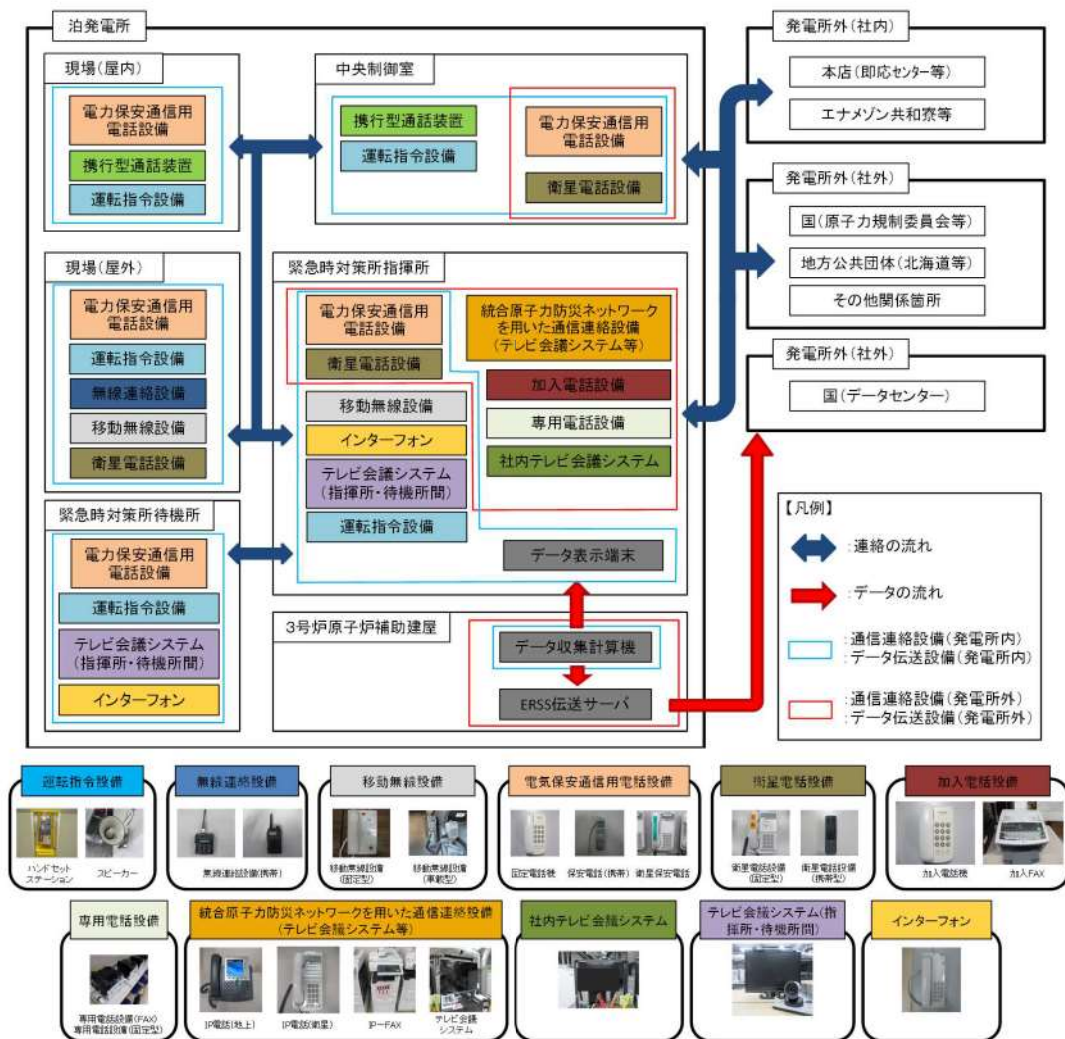 泊発電所
現場(屋内)
電力保安通信用
電話設備
携行型通話装置
運転指令設備
中央制御室
携行型通話装置
運転指令設備
電力保安通信用
電話設備
衛星電話設備
発電所外(社内)
本店(即応センター等)
エナメゾン共和寮等
発電所外(社外)
国(原子力規制委員会等)
地方公共団体(北海道等)
その他関係箇所
発電所外(社外)
国(データセンター)
現場(屋外)
電力保安通信用
電話設備
運転指令設備
無線連絡設備
移動無線設備
衛星電話設備
緊急時対策所指揮所
電力保安通信用
電話設備
衛星電話設備
移動無線設備
インターフォン
テレビ会議システム
(指揮所・待機所間)
運転指令設備
統合原子力防災ネットワーク
を用いた通信連絡設備
(テレビ会議システム等)
加入電話設備
専用電話設備
社内テレビ会議システム
データ表示端末
緊急時対策所待機所
電力保安通信用
電話設備
運転指令設備
テレビ会議システム
(指揮所・待機所間)
インターフォン
3号炉原子炉補助建屋
データ収集計算機
ERSS伝送サーバ
【凡例】
:連絡の流れ
:データの流れ
:通信連絡設備(発電所内)
:データ伝送設備(発電所内)
:通信連絡設備(発電所外)
:データ伝送設備(発電所外)
運転指令設備
ハンドセット
ステーション
スピーカー
無線連絡設備
無線連絡設備(携帯)
移動無線設備
移動無線設備
(固定型)
移動無線設備
(車載型)
電気保安通信用電話設備
固定電話機
保安電話(携帯)
衛星保安電話
衛星電話設備
衛星電話設備
(固定型)
衛星電話設備
(携帯型)
加入電話設備
加入電話機
加入FAX
専用電話設備
専用電話設備(FAX)
専用電話設備(固定型)
統合原子力防災ネットワークを用いた通信連絡設備
(テレビ会議システム等)
IP電話(地上)
IP電話(衛星)
IP-FAX
テレビ会議
システム
社内テレビ会議システム
テレビ会議システム(指
揮所・待機所間)
インターフォン